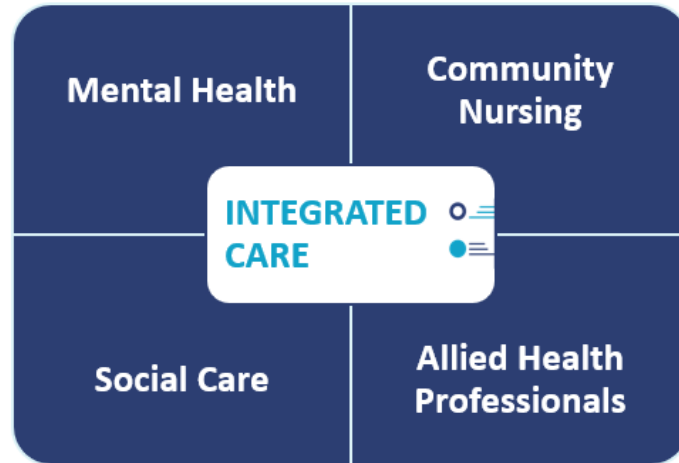 Mental Health
Community
Nursing
INTEGRATED
CARE
Social Care
Allied Health
Professionals